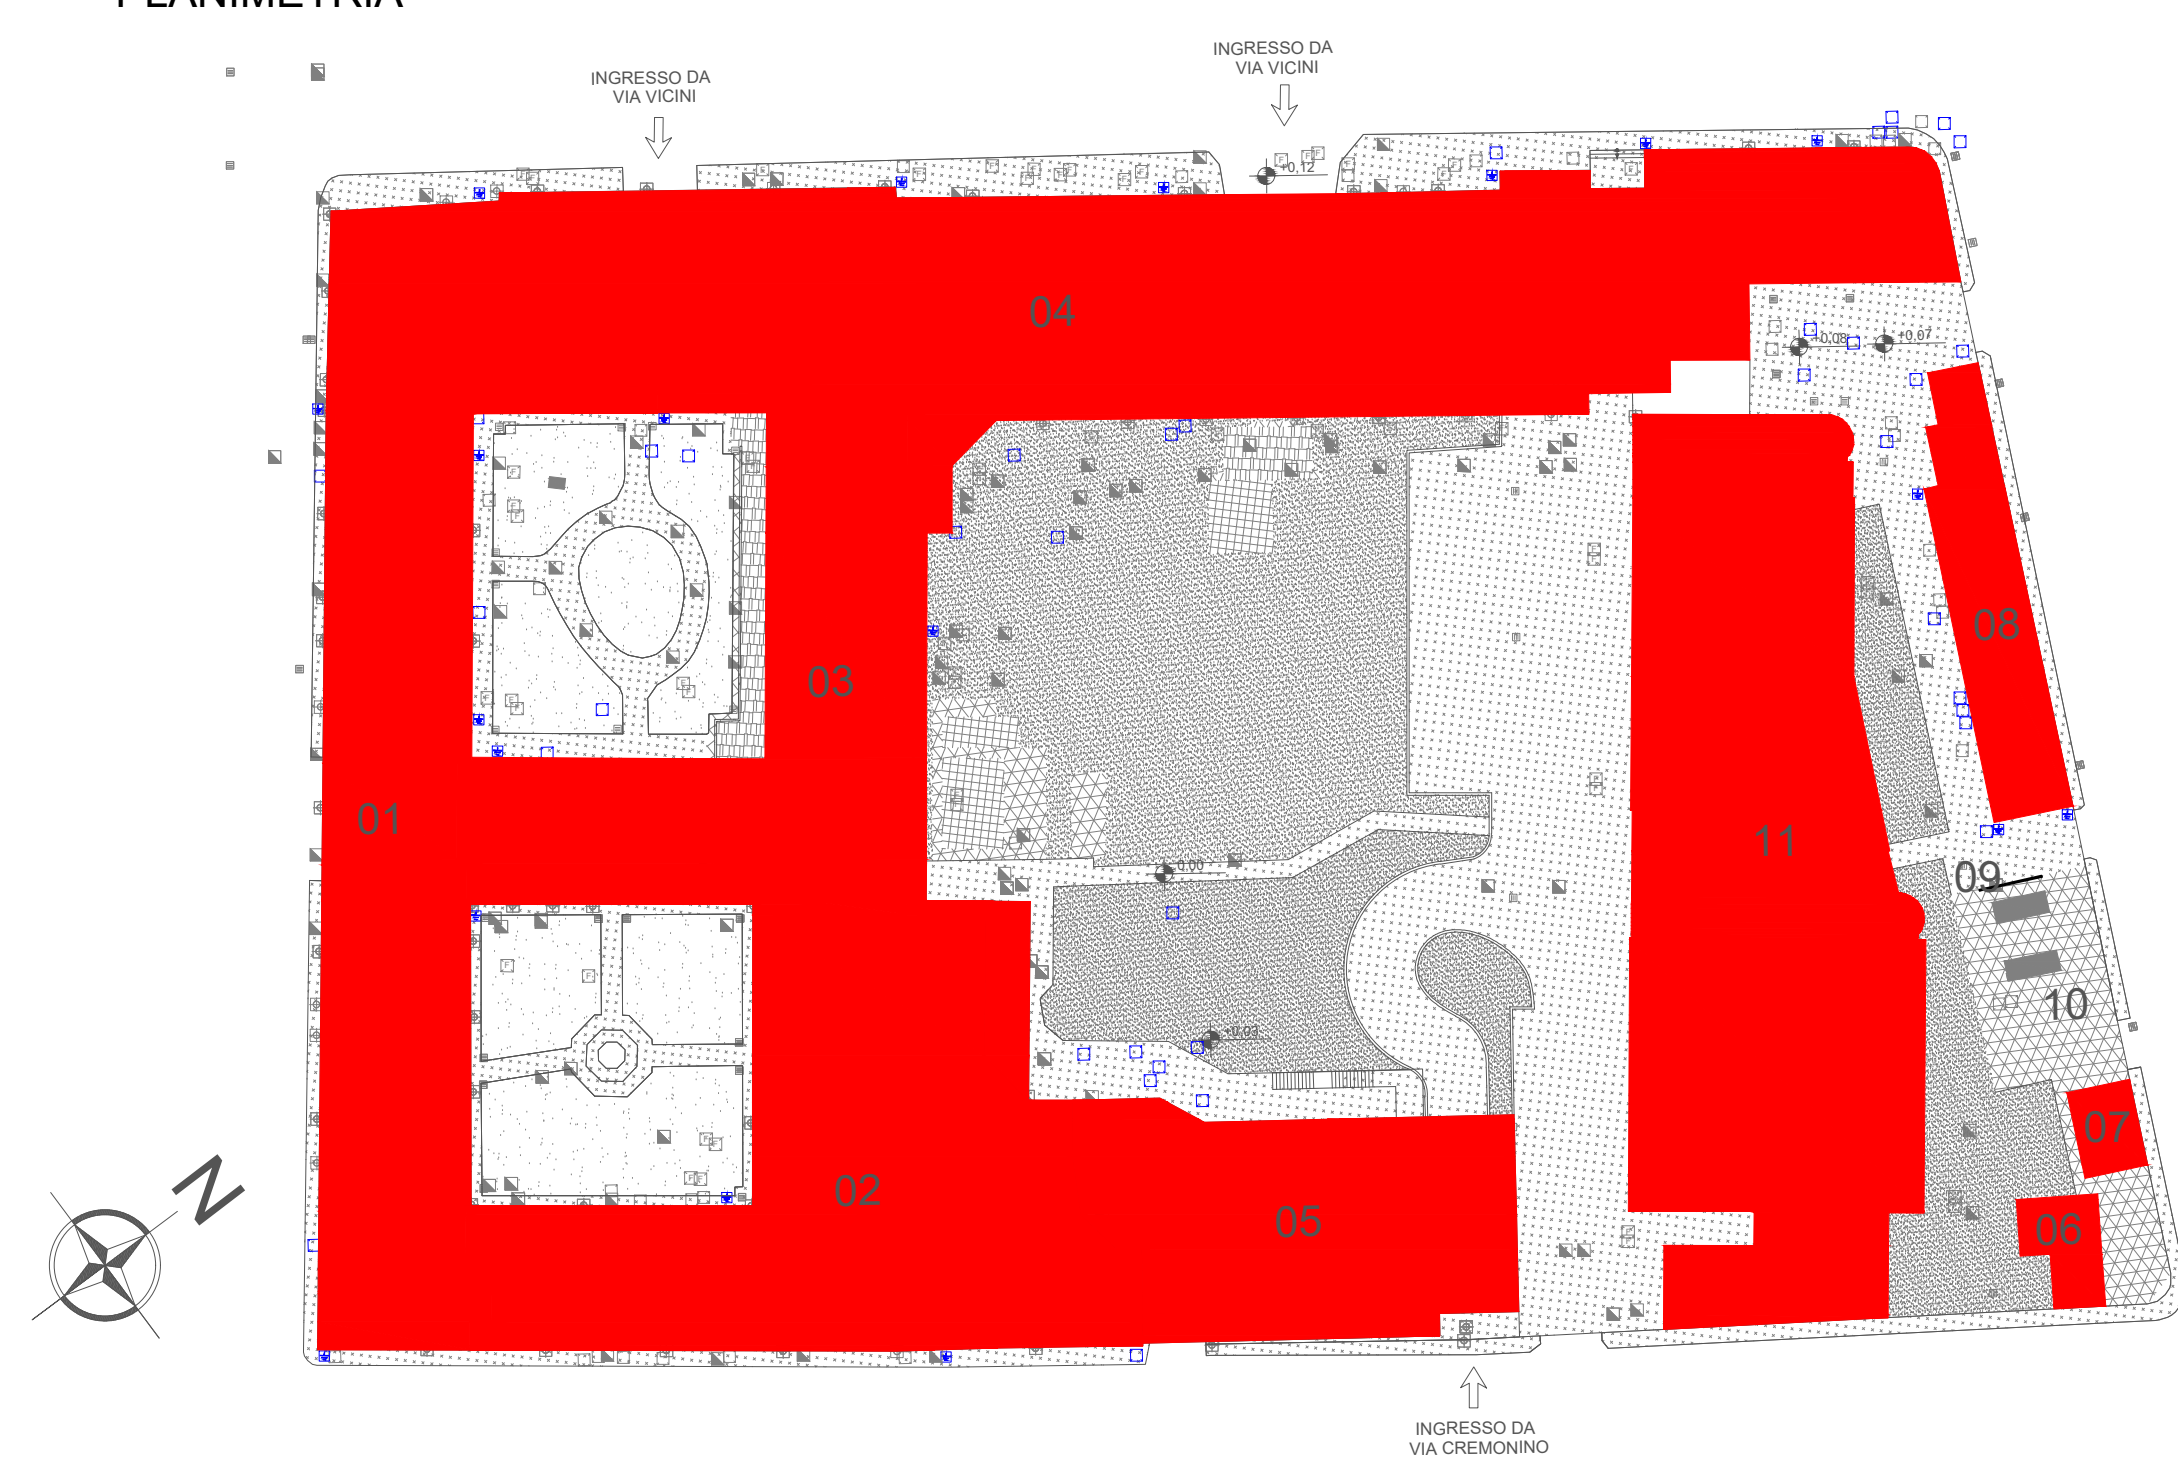 PLANIMETRIA
INGRESSO DA
VIA VICINI
INGRESSO DA
VIA VICINI
+0,12
04
+0,08
+0,07
03
08
01
11
0,00
09
10
+0,03
07
02
05
06
N
INGRESSO DA
VIA CREMONINO